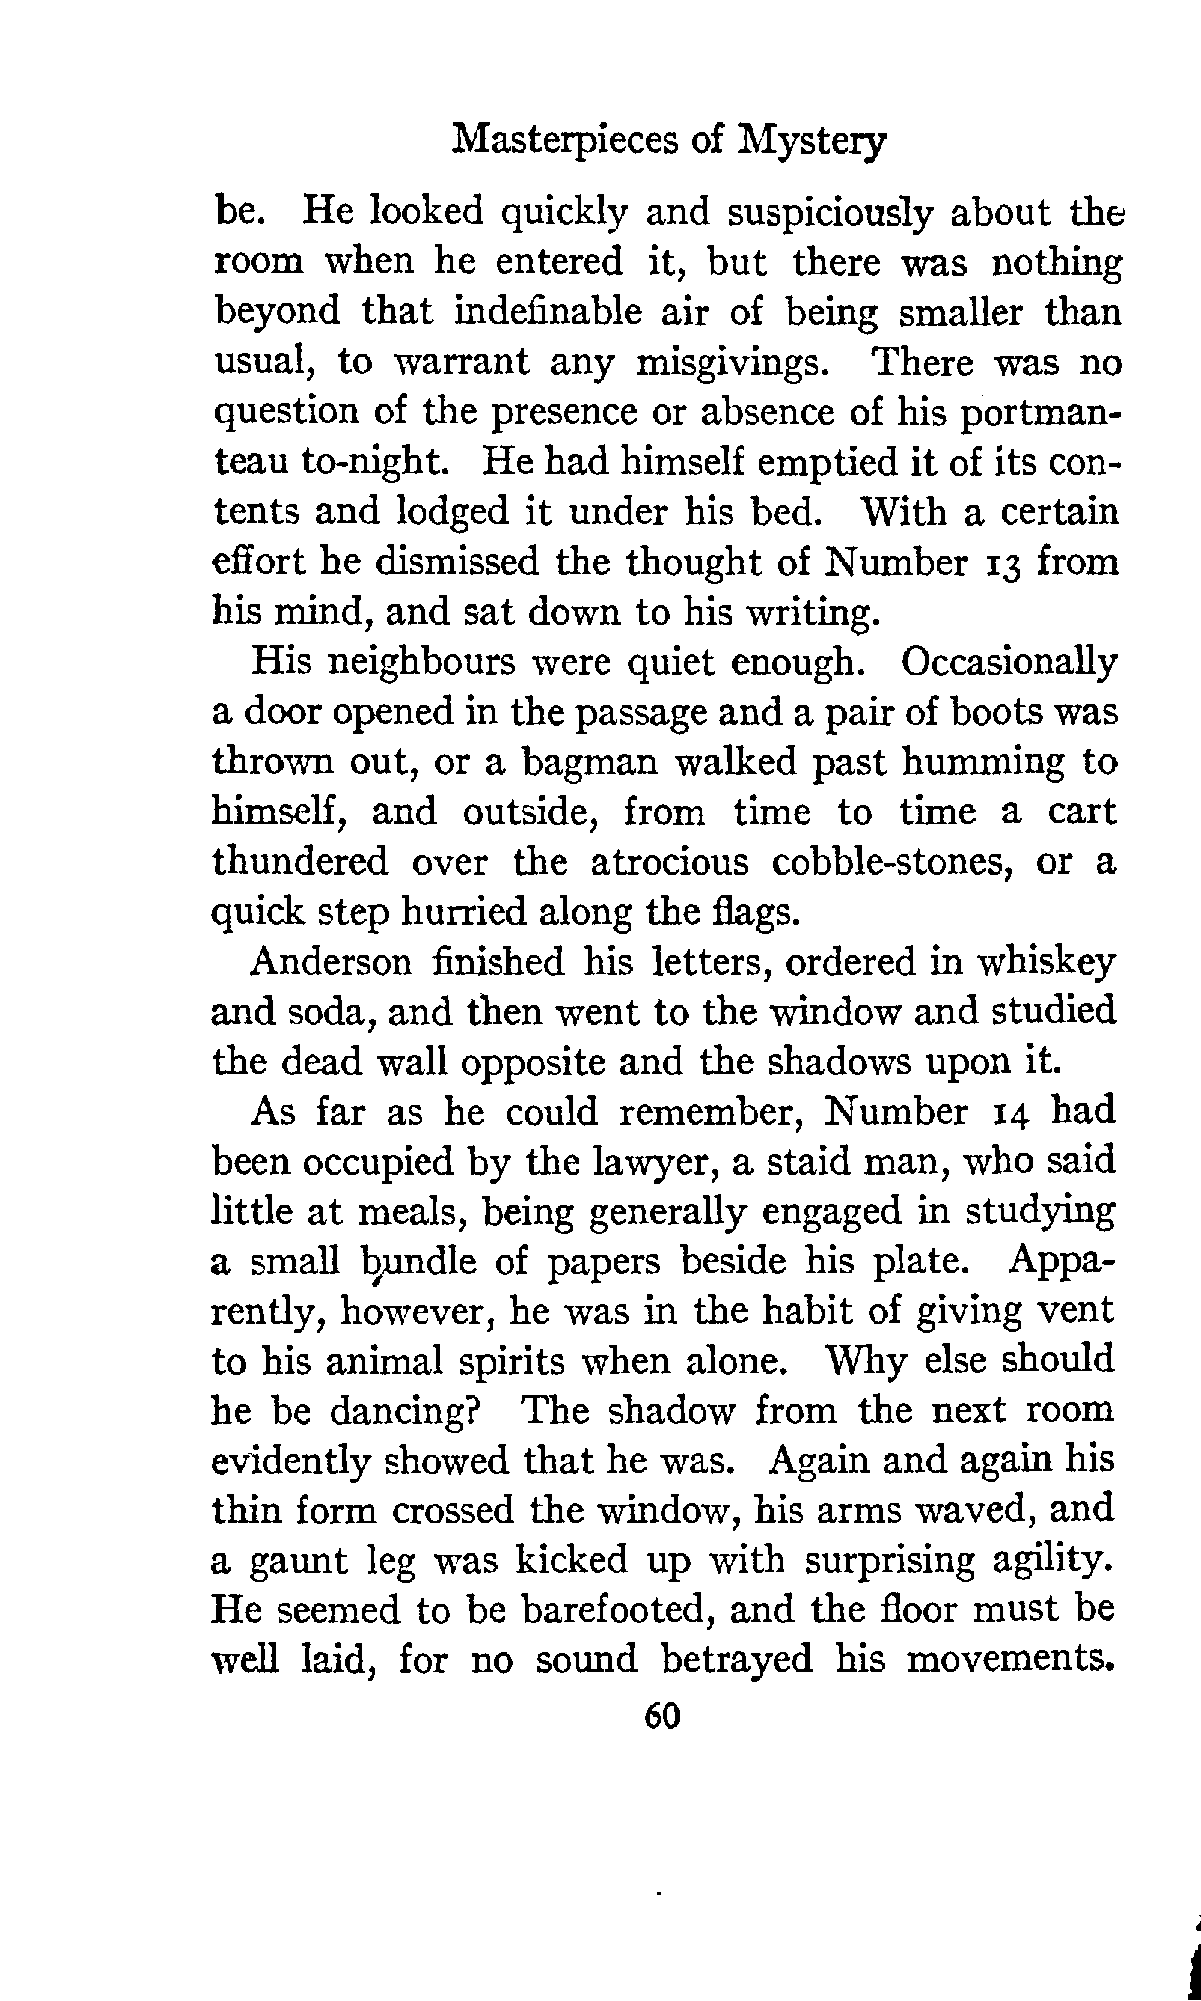 Masterpieces of Mystery
be. He looked quickly and suspiciously about the
room when he entered it, but there was nothing
beyond that indefinable air of being smaller than
usual, to warrant any misgivings. There was no
question of the presence or absence of his portman-
teau to-night. He had himself emptied it of its con-
tents and lodged it under his bed. With a certain
effort he dismissed the thought of Number 13 from
his mind, and sat down to his writing.
His neighbours were quiet enough. Occasionally
a door opened in the passage and a pair of boots was
thrown out, or a bagman walked past humming to
himself, and outside, from time to time a cart
thundered over the atrocious cobble-stones, or a
quick step hurried along the flags.
Anderson finished his letters, ordered in whiskey
and soda, and then went to the window and studied
the dead wall opposite and the shadows upon it.
As far as he could remember, Number 14 had
been occupied by the lawyer, a staid man, who said
little at meals, being generally engaged in studying
a small bundle of papers beside his plate. Appa-
rently, however, he was in the habit of giving vent
to his animal spirits when alone. Why else should
he be dancing? The shadow from the next room
evidently showed that he was. Again and again his
thin form crossed the window, his arms waved, and
a gaunt leg was kicked up with surprising agility.
He seemed to be barefooted, and the floor must be
well laid, for no sound betrayed his movements.
60